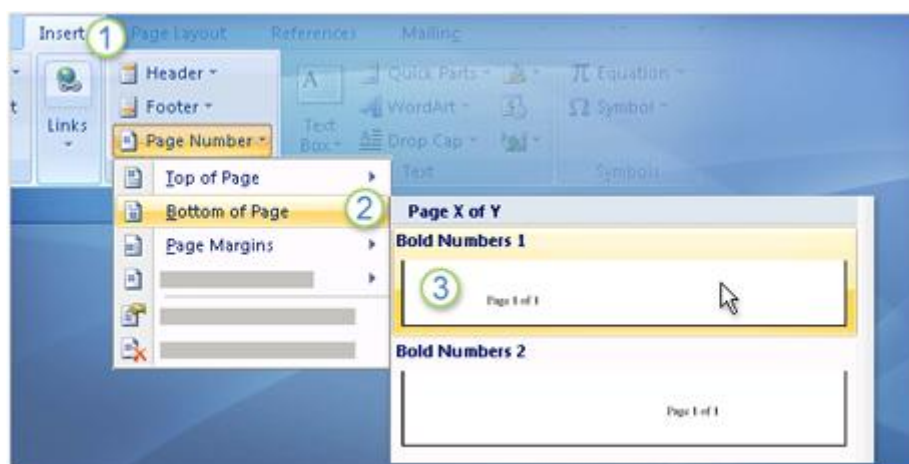 Insert
1
Page Layout
References
Mailing
Links
Header
Footer
Page Number
A
Text Box
Quick Parts
WordArt
Drop Cap
Text
π Equation
Ω Symbol
Symbols
Top of Page
Bottom of Page
2
Page Margins
Page X of Y
Bold Numbers 1
3
Page 1 of 1
Bold Numbers 2
Page 1 of 1